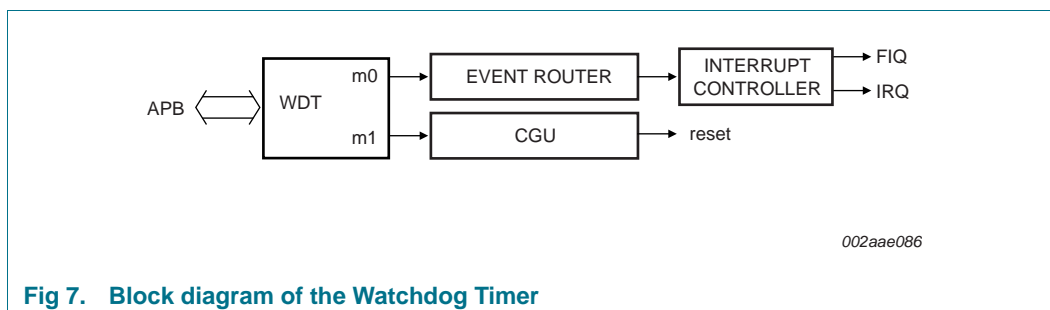 m0
EVENT ROUTER
INTERRUPT
CONTROLLER
FIQ
IRQ
APB
WDT
m1
CGU
reset
002aae086
Fig 7. Block diagram of the Watchdog Timer